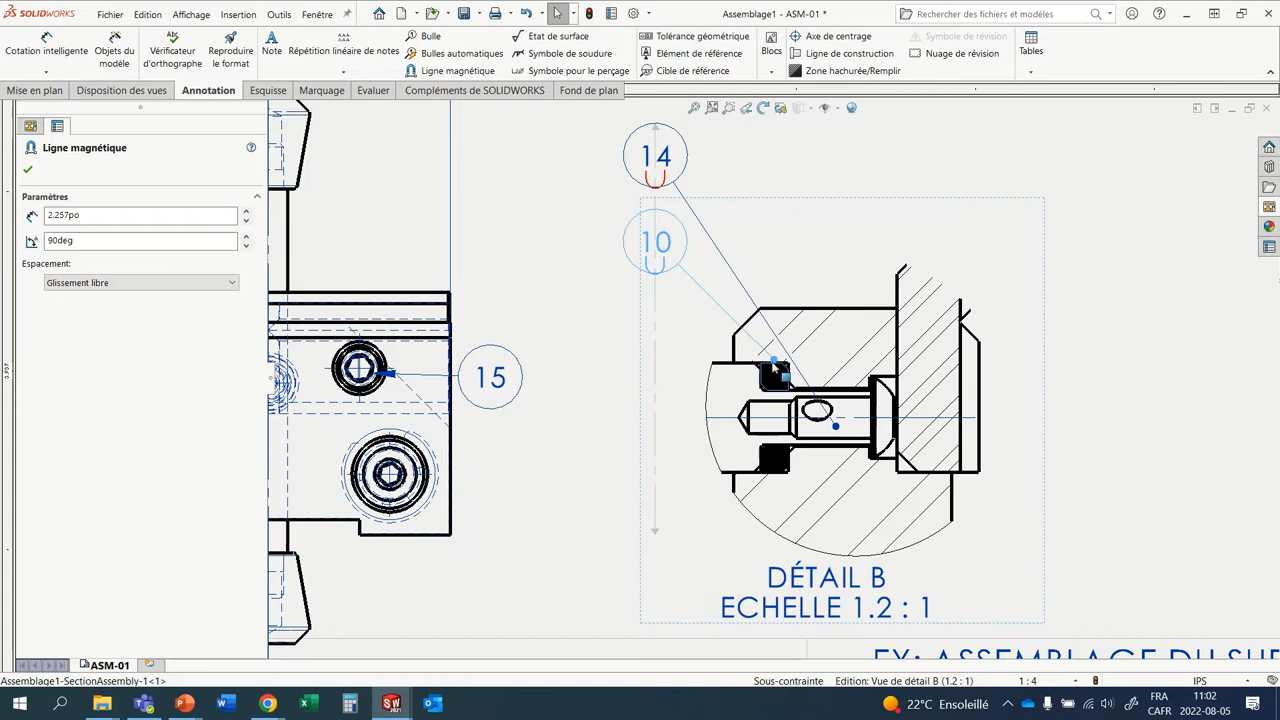 SOLIDWORKS
Fichier Edition Affichage Insertion Outils Fenêtre
Assemblage1 - ASM-01 *
Rechercher des fichiers et modèles
Cotation intelligente
Objets du modèle
Vérificateur d'orthographe
Reproduire le format
Note
Répétition linéaire de notes
Bulle
Bulles automatiques
Ligne magnétique
Etat de surface
Symbole de soudure
Symbole pour le perçage
Tolérance géométrique
Elément de référence
Cible de référence
Blocs
Axe de centrage
Ligne de construction
Zone hachurée/Remplir
Symbole de révision
Nuage de révision
Tables
Mise en plan Disposition des vues Annotation Esquisse Marquage Evaluer Compléments de SOLIDWORKS Fond de plan
Ligne magnétique
Paramètres
2.257po
90deg
Espacement:
Glissement libre
14
10
15
DÉTAIL B
ECHELLE 1.2 : 1
EX: ASSEMBLAGE DU SUP
ASM-01
Assemblage1-SectionAssembly-1<1>
Sous-contrainte
Edition: Vue de détail B (1.2 : 1)
1 : 4
IPS
22°C Ensoleillé
FRA
CAFR
11:02
2022-08-05